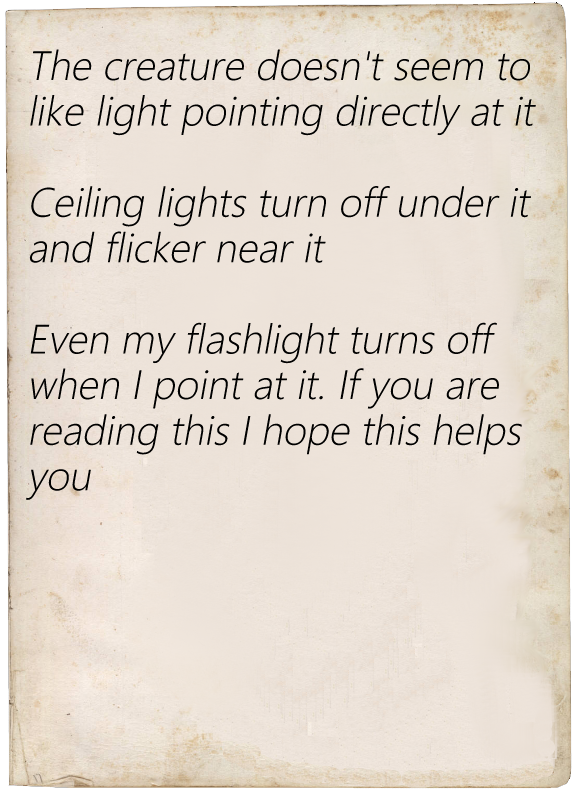 The creature doesn't seem to
like light pointing directly at it
Ceiling lights turn off under it
and flicker near it
Even my flashlight turns off
when I point at it. If you are
reading this I hope this helps
you